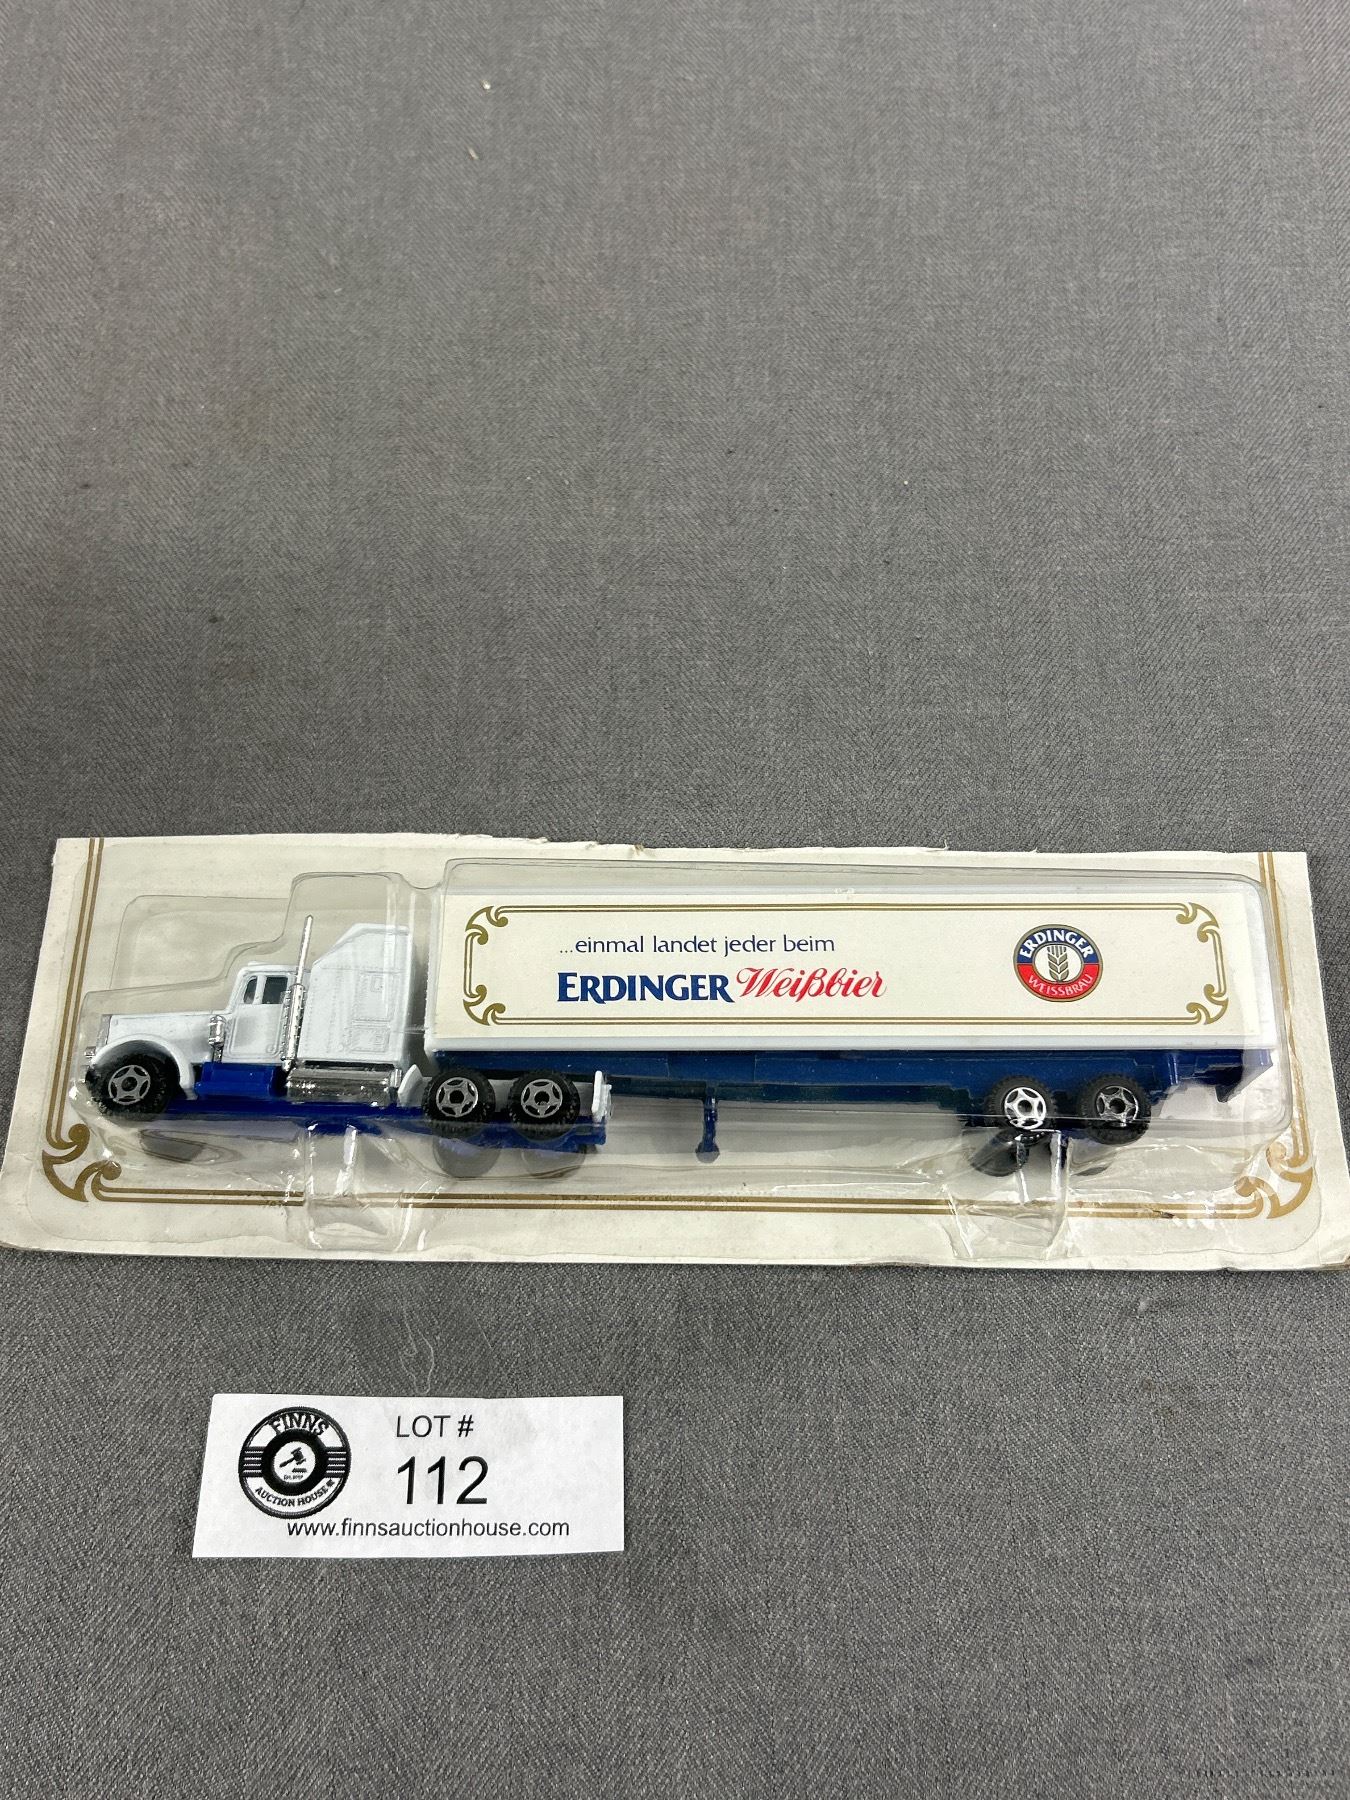 ...einmal landet jeder beim
ERDINGER Weißbier
ERDINGER
WEISSBRÄU
FINNS
AUCTION HOUSE
LOT #
112
www.finnsauctionhouse.com